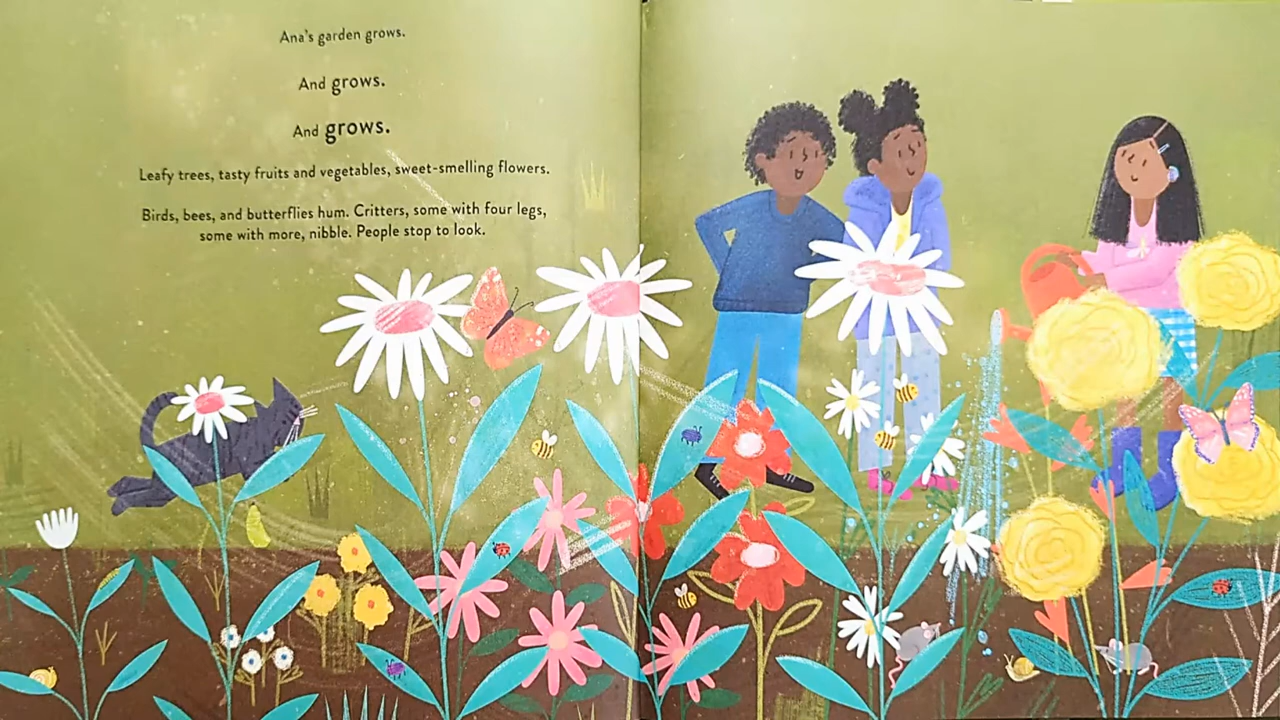 Ana's garden grows.
And grows.
And grows.
Leafy trees, tasty fruits and vegetables, sweet-smelling flowers.
Birds, bees, and butterflies hum. Critters, some with four legs,
some with more, nibble. People stop to look.